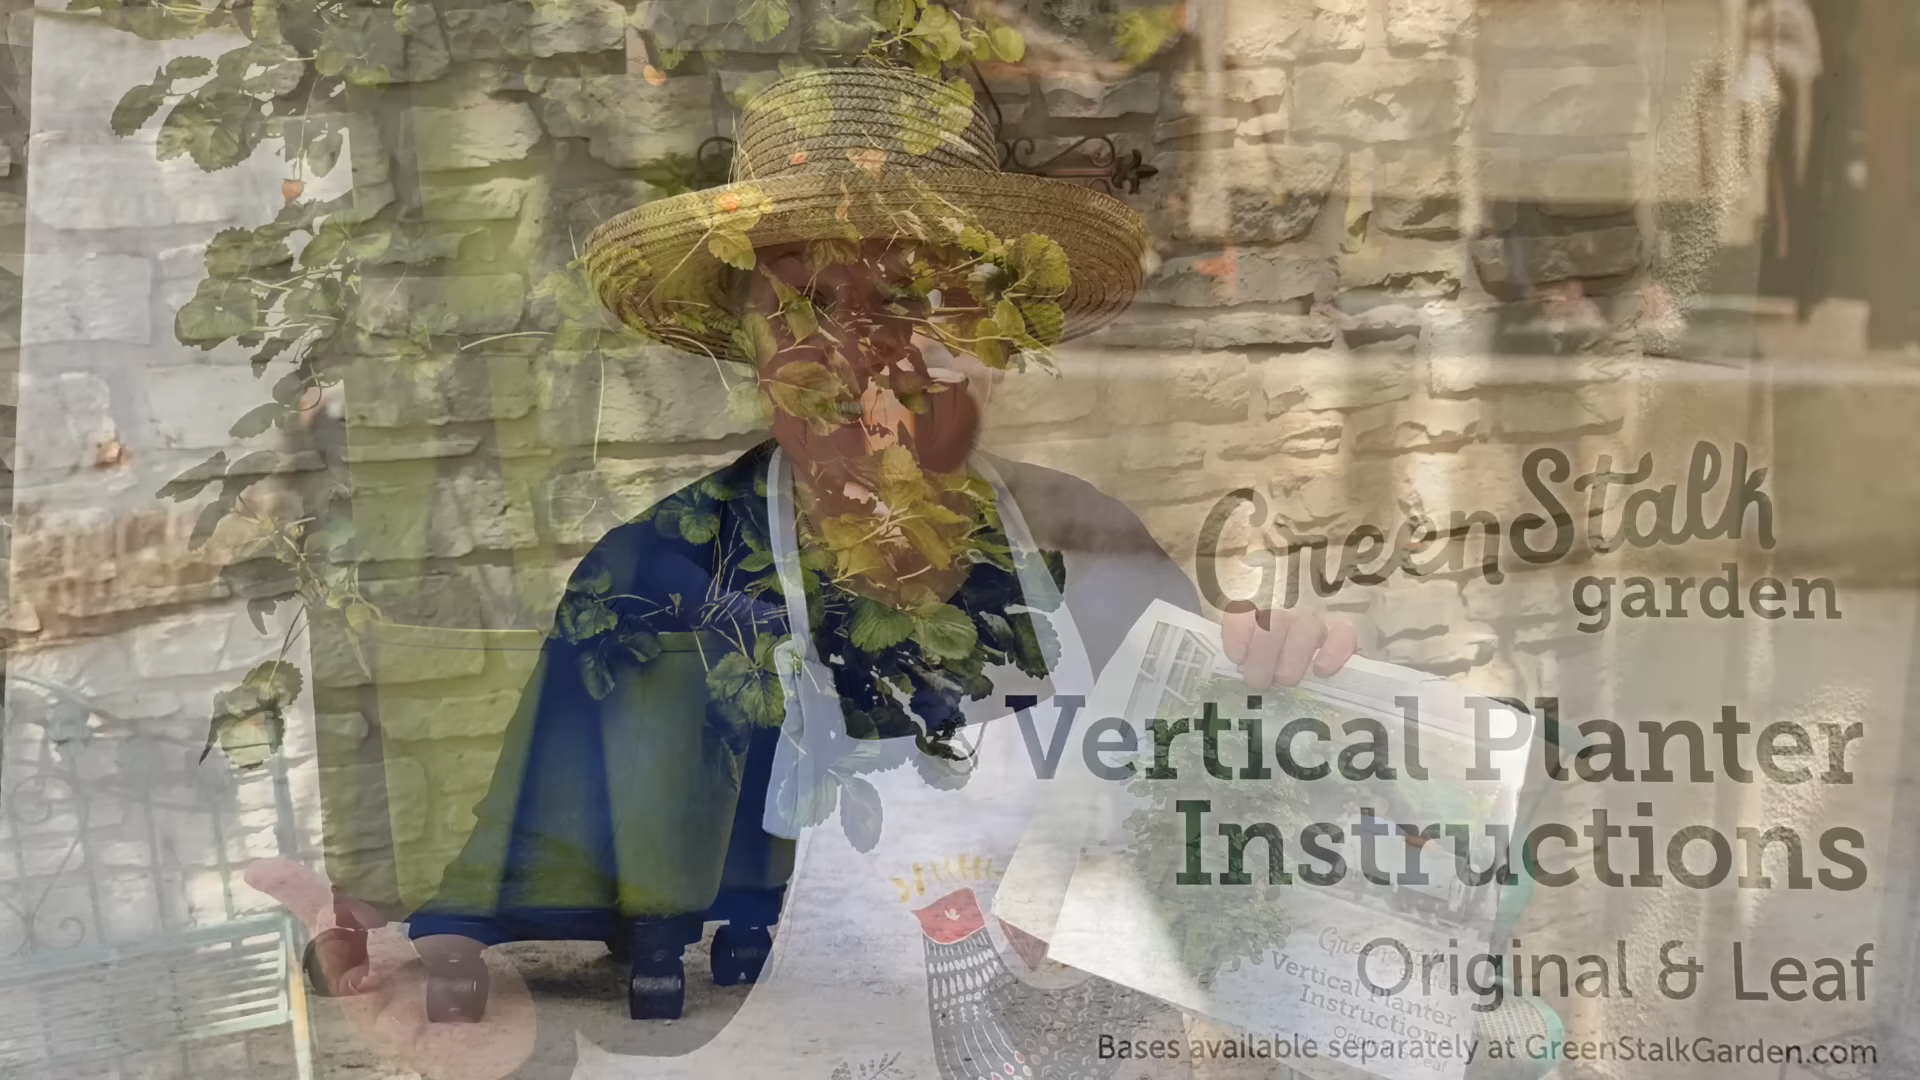 GreenStalk
garden
Vertical Planter
Instructions
Original & Leaf
Bases available separately at GreenStalkGarden.com
Vertical Planter
Instructions